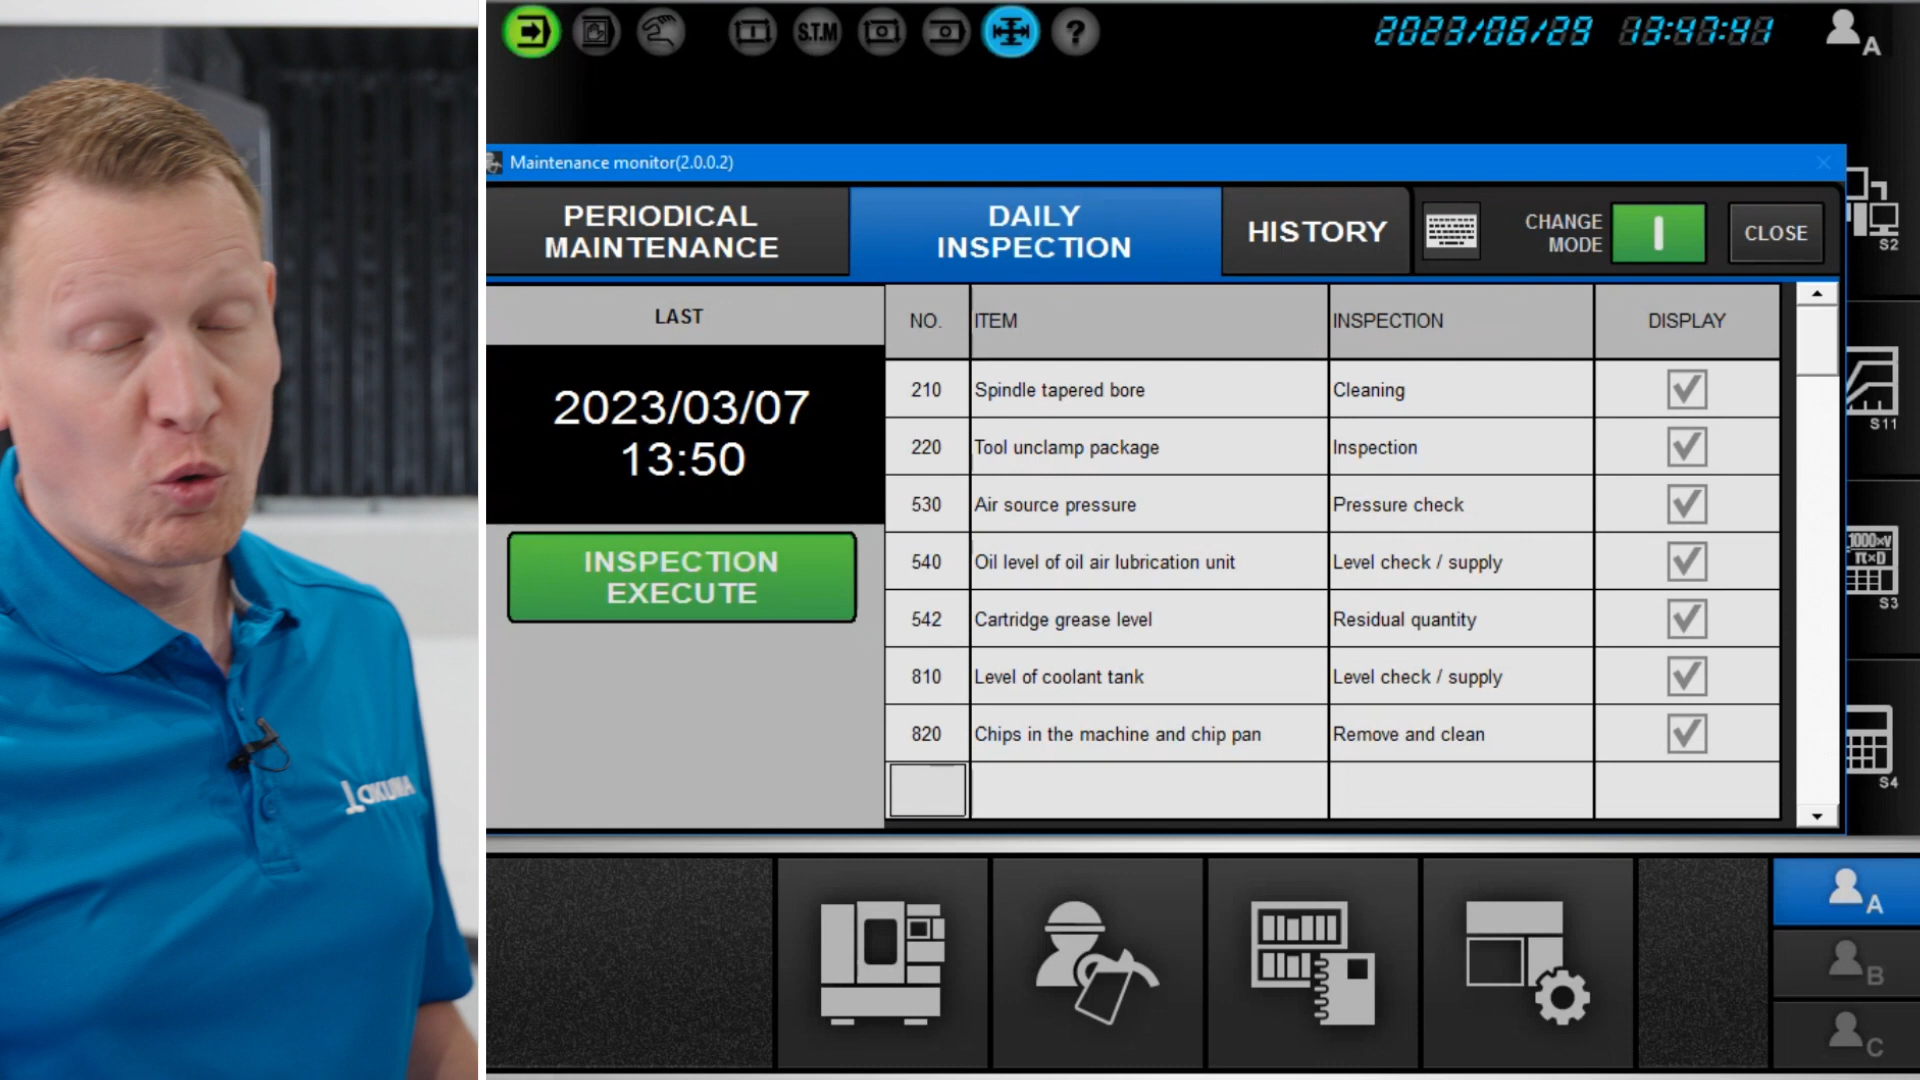 S.T.M
?
2023/06/29 13:47:41
A
Maintenance monitor(2.0.0.2)
PERIODICAL
MAINTENANCE
DAILY
INSPECTION
HISTORY
CHANGE
MODE
I
CLOSE
LAST
2023/03/07
13:50
INSPECTION
EXECUTE
NO. ITEM INSPECTION DISPLAY
210 Spindle tapered bore Cleaning
220 Tool unclamp package Inspection
530 Air source pressure Pressure check
540 Oil level of oil air lubrication unit Level check / supply
542 Cartridge grease level Residual quantity
810 Level of coolant tank Level check / supply
820 Chips in the machine and chip pan Remove and clean
S2
S11
1000×V
π×D
S3
S4
A
B
C
OKUMA